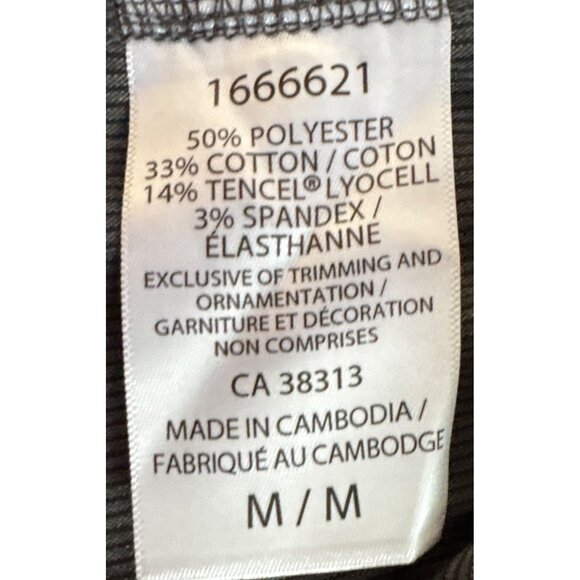 1666621
50% POLYESTER
33% COTTON / COTON
14% TENCEL® LYOCELL
3% SPANDEX /
ÉLASTHANNE
EXCLUSIVE OF TRIMMING AND
ORNAMENTATION /
GARNITURE ET DÉCORATION
NON COMPRISES
CA 38313
MADE IN CAMBODIA /
FABRIQUÉ AU CAMBODGE
M / M